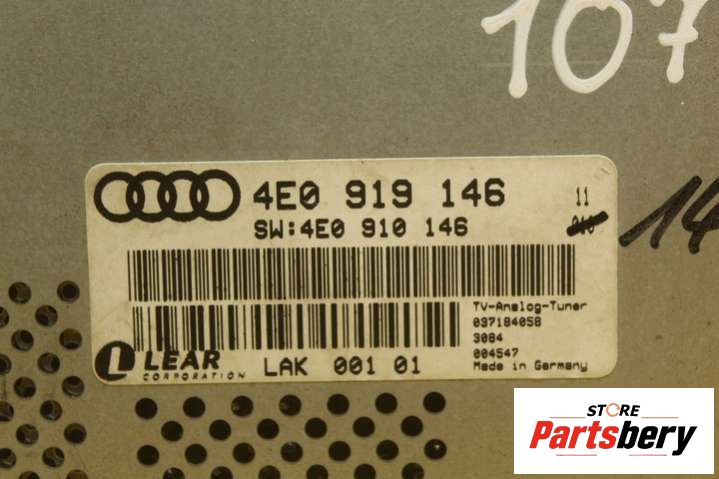 107
4E0 919 146 11
SW:4E0 910 146
14
TV-Analog-Tuner
037184058
3084
004547
Made in Germany
LEAR
CORPORATION
LAK 001 01
STORE
Partsbery